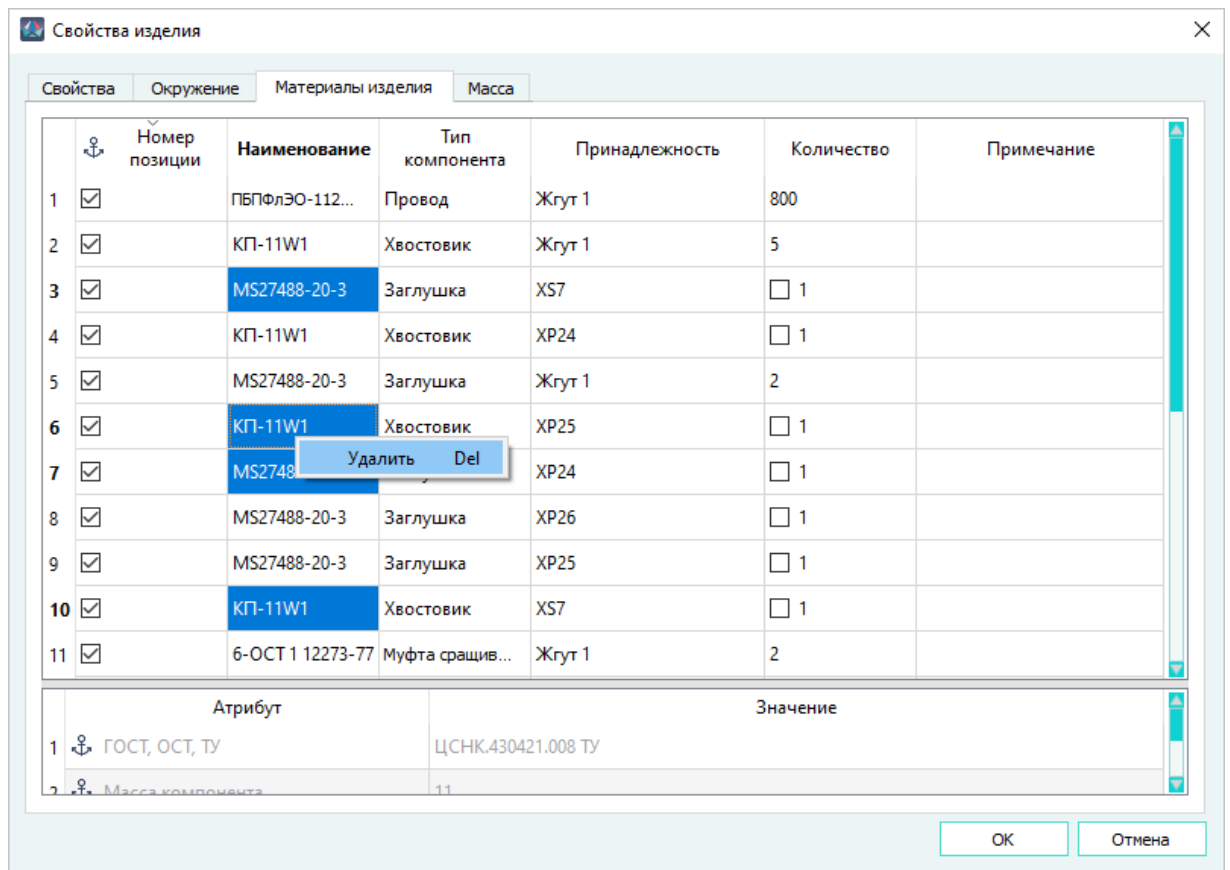 Свойства изделия
Свойства Окружение Материалы изделия Масса
Номер позиции Наименование Тип компонента Принадлежность Количество Примечание
1 ПБПФлЭО-112... Провод Жгут 1 800
2 КП-11W1 Хвостовик Жгут 1 5
3 MS27488-20-3 Заглушка XS7 1
4 КП-11W1 Хвостовик XP24 1
5 MS27488-20-3 Заглушка Жгут 1 2
6 КП-11W1 Хвостовик XP25 1
Удалить Del
7 MS2748 XP24 1
8 MS27488-20-3 Заглушка XP26 1
9 MS27488-20-3 Заглушка XP25 1
10 КП-11W1 Хвостовик XS7 1
11 6-ОСТ 1 12273-77 Муфта сращив... Жгут 1 2
Атрибут Значение
1 ГОСТ, ОСТ, ТУ ЦСНК.430421.008 ТУ
2 Масса компонента 11
OK Отмена